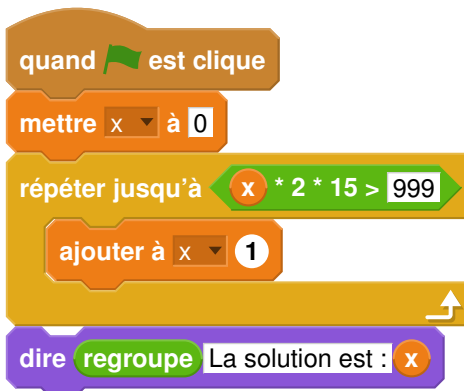 quand est clique
mettre x à 0
répéter jusqu'à x * 2 * 15 > 999
ajouter à x 1
dire regroupe La solution est : x